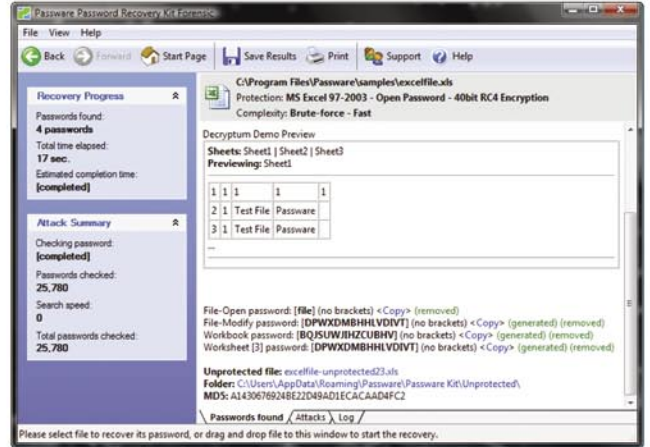 Passware Password Recovery Kit Forensic
File View Help
Back Forward Start Page Save Results Print Support Help
Recovery Progress
Passwords found:
4 passwords
Total time elapsed:
17 sec.
Estimated completion time:
[completed]
Attack Summary
Checking password:
[completed]
Passwords checked:
25,780
Search speed:
0
Total passwords checked:
25,780
C:\Program Files\Passware\samples\excelfile.xls
Protection: MS Excel 97-2003 - Open Password - 40bit RC4 Encryption
Complexity: Brute-force - Fast
Decryptum Demo Preview
Sheets: Sheet1 | Sheet2 | Sheet3
Previewing: Sheet1
1 1 1 1 1
2 1 Test File Passware
3 1 Test File Passware
...
File-Open password: [file] (no brackets) <Copy> (removed)
File-Modify password: [DPWXDMBHHLVDIVT] (no brackets) <Copy> (generated) (removed)
Workbook password: [BQJSUWJIHZCUBHV] (no brackets) <Copy> (generated) (removed)
Worksheet [3] password: [DPWXDMBHHLVDIVT] (no brackets) <Copy> (generated) (removed)
Unprotected file: excelfile-unprotected23.xls
Folder: C:\Users\AppData\Roaming\Passware\Passware Kit\Unprotected\
MD5: A1430676924BE22D49AD1ECACAAD4FC2
Passwords found Attacks Log
Please select file to recover its password, or drag and drop file to this window to start the recovery.